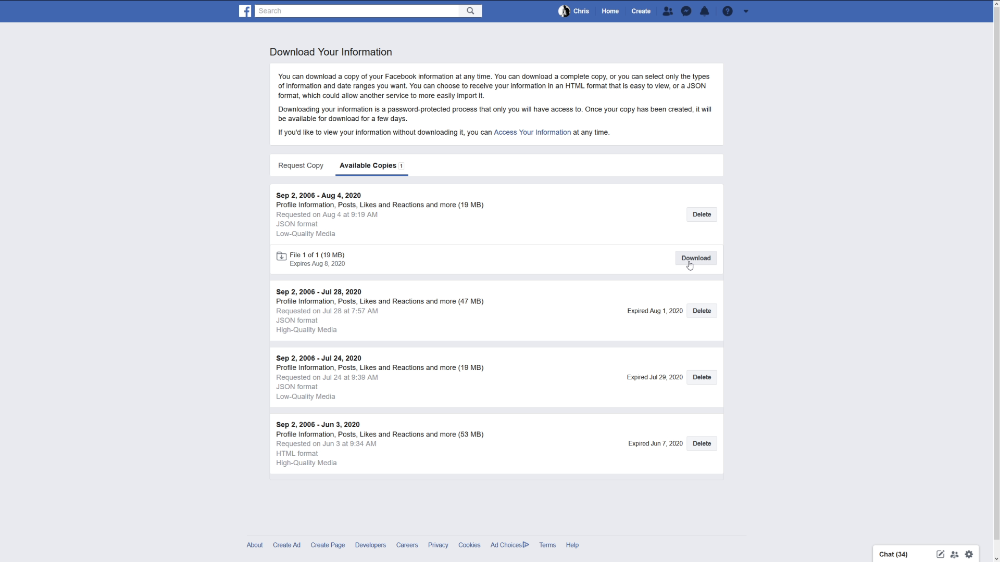 Search
Chris
Home
Create
Download Your Information
You can download a copy of your Facebook information at any time. You can download a complete copy, or you can select only the types
of information and date ranges you want. You can choose to receive your information in an HTML format that is easy to view, or a JSON
format, which could allow another service to more easily import it.
Downloading your information is a password-protected process that only you will have access to. Once your copy has been created, it will
be available for download for a few days.
If you'd like to view your information without downloading it, you can Access Your Information at any time.
Request Copy
Available Copies 1
Sep 2, 2006 - Aug 4, 2020
Profile Information, Posts, Likes and Reactions and more (19 MB)
Requested on Aug 4 at 9:19 AM
Delete
JSON format
Low-Quality Media
File 1 of 1 (19 MB)
Download
Expires Aug 8, 2020
Sep 2, 2006 - Jul 28, 2020
Profile Information, Posts, Likes and Reactions and more (47 MB)
Requested on Jul 28 at 7:57 AM
Expired Aug 1, 2020
Delete
JSON format
High-Quality Media
Sep 2, 2006 - Jul 24, 2020
Profile Information, Posts, Likes and Reactions and more (19 MB)
Requested on Jul 24 at 9:39 AM
Expired Jul 29, 2020
Delete
JSON format
Low-Quality Media
Sep 2, 2006 - Jun 3, 2020
Profile Information, Posts, Likes and Reactions and more (53 MB)
Requested on Jun 3 at 9:34 AM
Expired Jun 7, 2020
Delete
HTML format
High-Quality Media
About
Create Ad
Create Page
Developers
Careers
Privacy
Cookies
Ad Choices
Terms
Help
Chat (34)